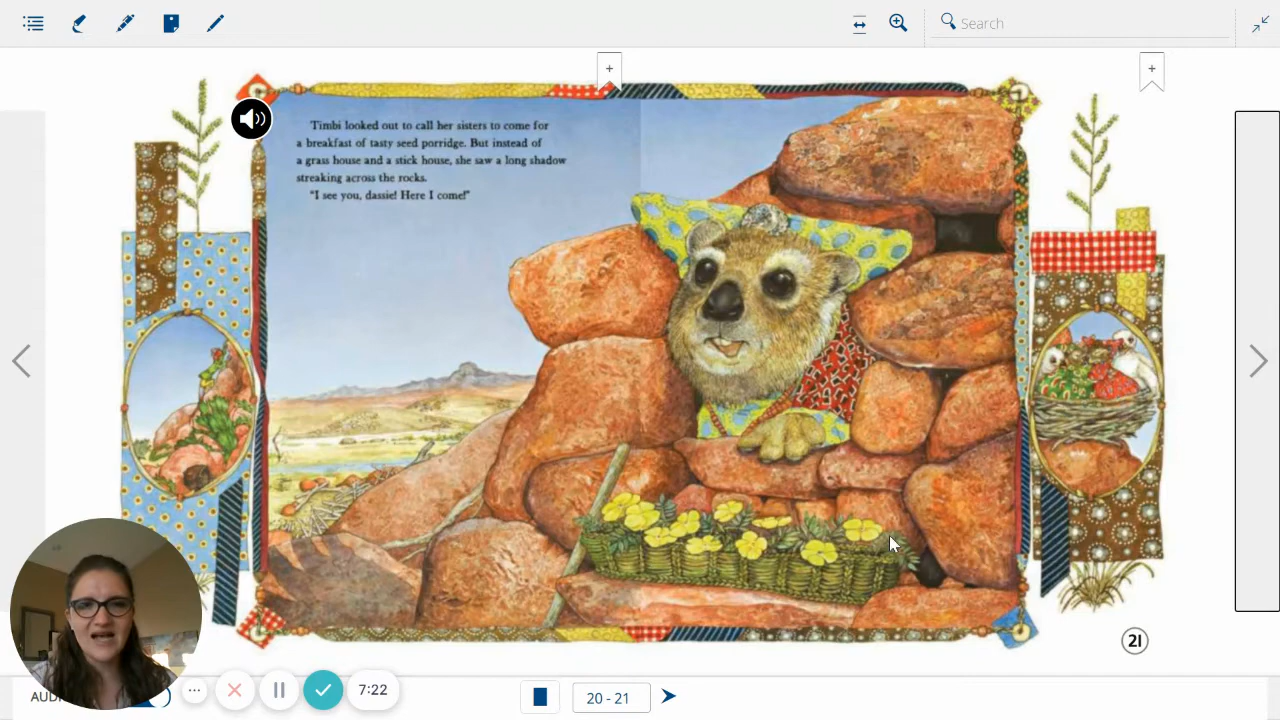 Search
+
+
Timbi looked out to call her sisters to come for
a breakfast of tasty seed porridge. But instead of
a grass house and a stick house, she saw a long shadow
streaking across the rocks.
"I see you, dassie! Here I come!"
21
7:22
20 - 21